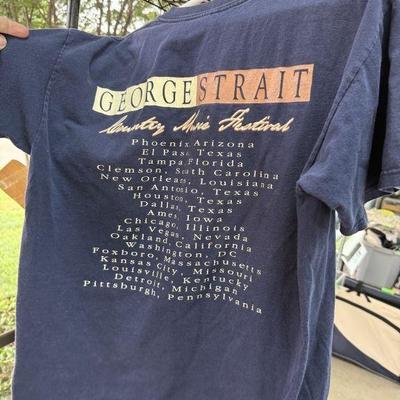 GEORGE STRAIT
Country Music Festival
Phoenix, Arizona
El Paso, Texas
Tampa, Florida
Clemson, South Carolina
New Orleans, Louisiana
San Antonio, Texas
Houston, Texas
Dallas, Texas
Ames, Iowa
Chicago, Illinois
Las Vegas, Nevada
Oakland, California
Washington, DC
Foxboro, Massachusetts
Kansas City, Missouri
Louisville, Kentucky
Detroit, Michigan
Pittsburgh, Pennsylvania